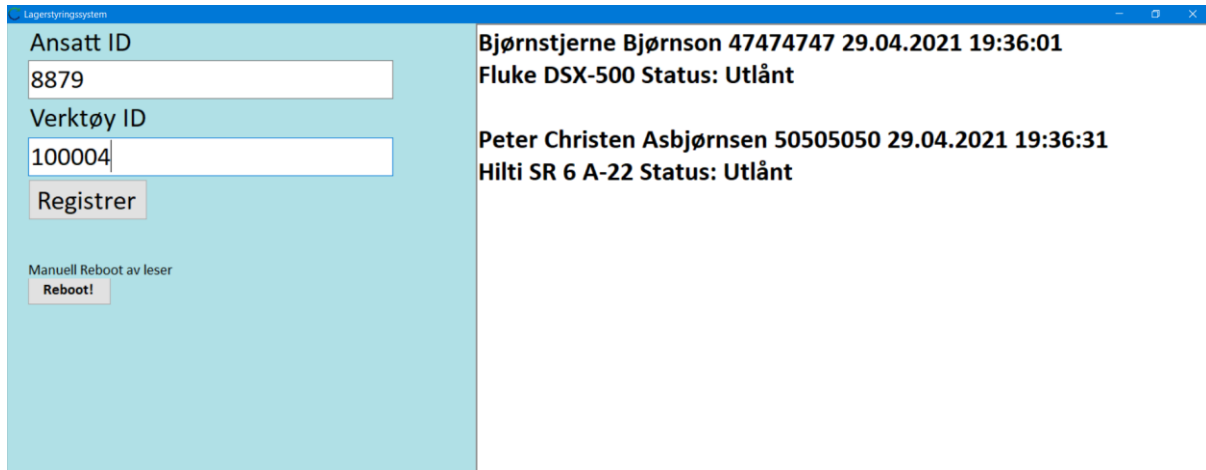 Lagerstyringssystem
Ansatt ID
8879
Verktøy ID
100004
Registrer
Manuell Reboot av leser
Reboot!
Bjørnstjerne Bjørnson 47474747 29.04.2021 19:36:01
Fluke DSX-500 Status: Utlånt
Peter Christen Asbjørnsen 50505050 29.04.2021 19:36:31
Hilti SR 6 A-22 Status: Utlånt